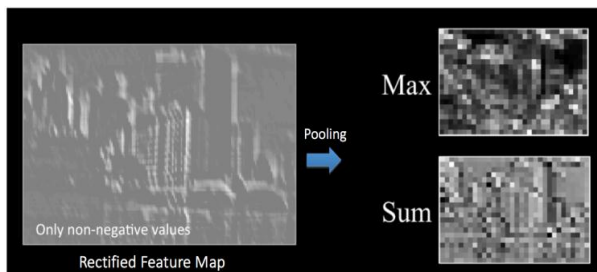 Max
Pooling
Sum
Only non-negative values
Rectified Feature Map